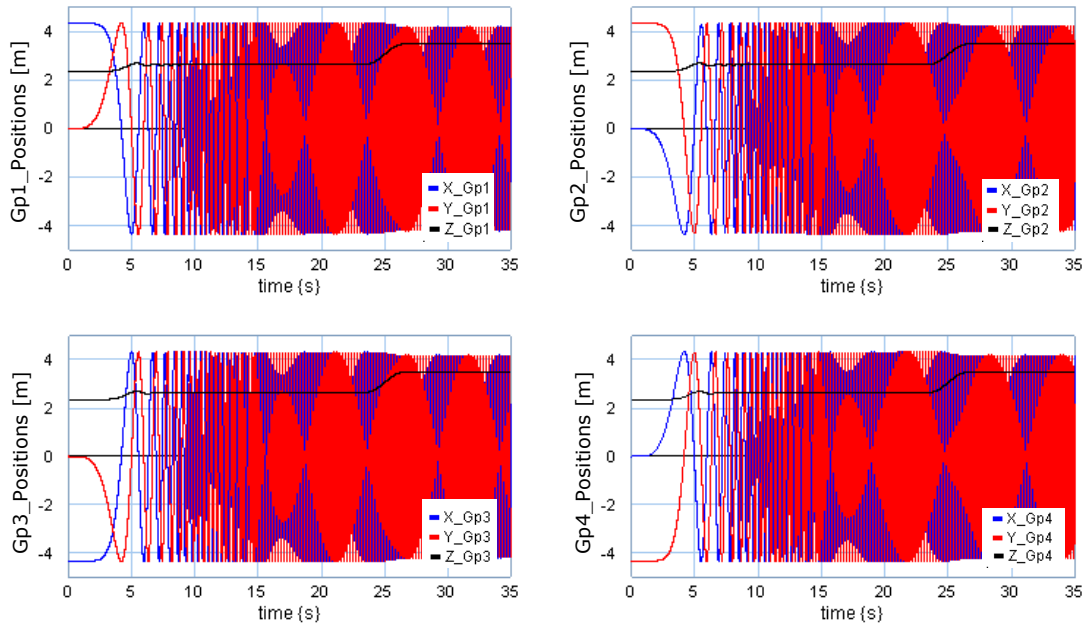 Gp1_Positions [m]
4
2
0
-2
-4
X_Gp1
Y_Gp1
Z_Gp1
0 5 10 15 20 25 30 35
time {s}
Gp2_Positions [m]
4
2
0
-2
-4
X_Gp2
Y_Gp2
Z_Gp2
0 5 10 15 20 25 30 35
time {s}
Gp3_Positions [m]
4
2
0
-2
-4
X_Gp3
Y_Gp3
Z_Gp3
0 5 10 15 20 25 30 35
time {s}
Gp4_Positions [m]
4
2
0
-2
-4
X_Gp4
Y_Gp4
Z_Gp4
0 5 10 15 20 25 30 35
time {s}